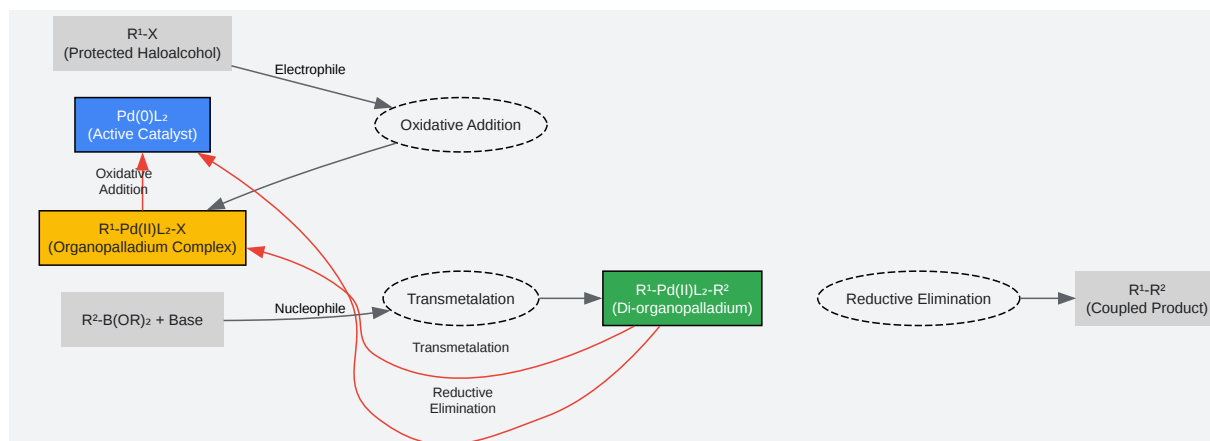 R¹-X
(Protected Haloalcohol)
Electrophile
Pd(0)L₂
(Active Catalyst)
Oxidative Addition
Oxidative
Addition
R¹-Pd(II)L₂-X
(Organopalladium Complex)
R²-B(OR)₂ + Base
Nucleophile
Transmetalation
R¹-Pd(II)L₂-R²
(Di-organopalladium)
Reductive Elimination
R¹-R²
(Coupled Product)
Transmetalation
Reductive
Elimination